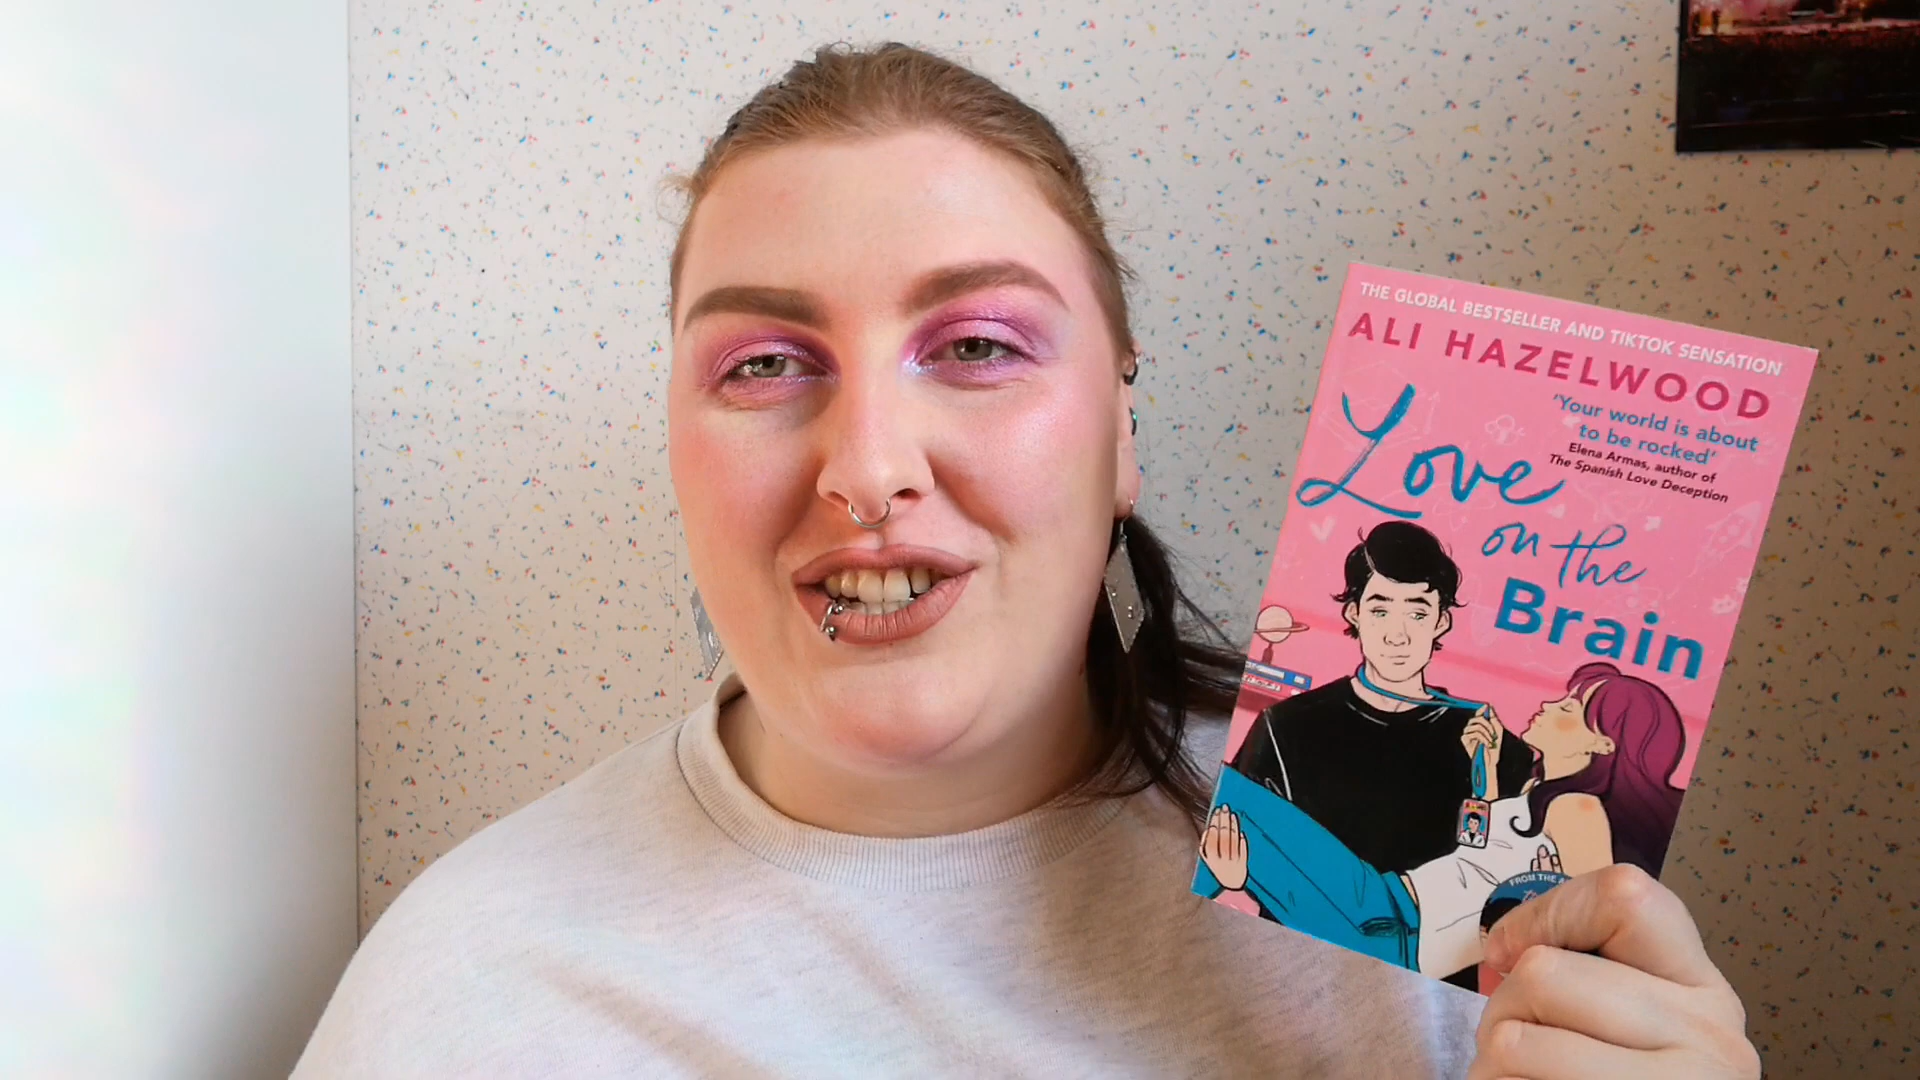 THE GLOBAL BESTSELLER AND TIKTOK SENSATION
ALI HAZELWOOD
'Your world is about
to be rocked'
Elena Armas, author of
The Spanish Love Deception
Love
on the
Brain
FROM THE